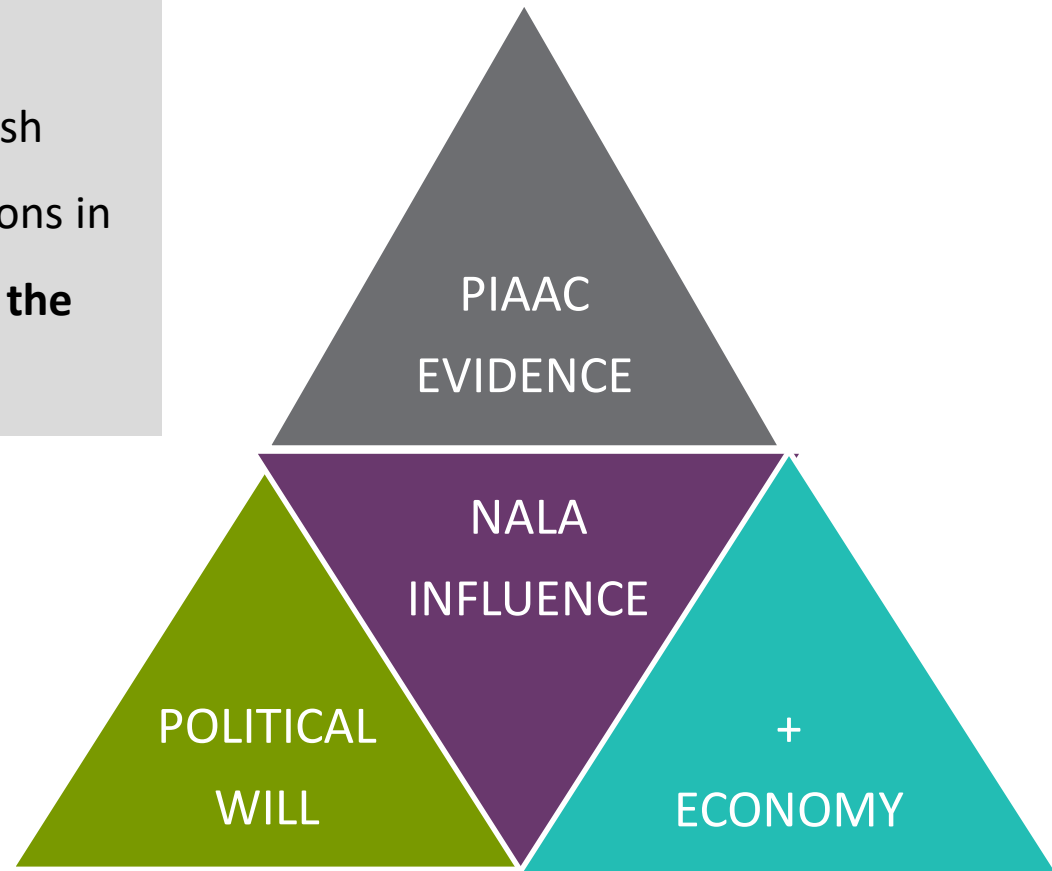 sh
ons in
the
PIAAC
EVIDENCE
NALA
INFLUENCE
POLITICAL
WILL
+
ECONOMY